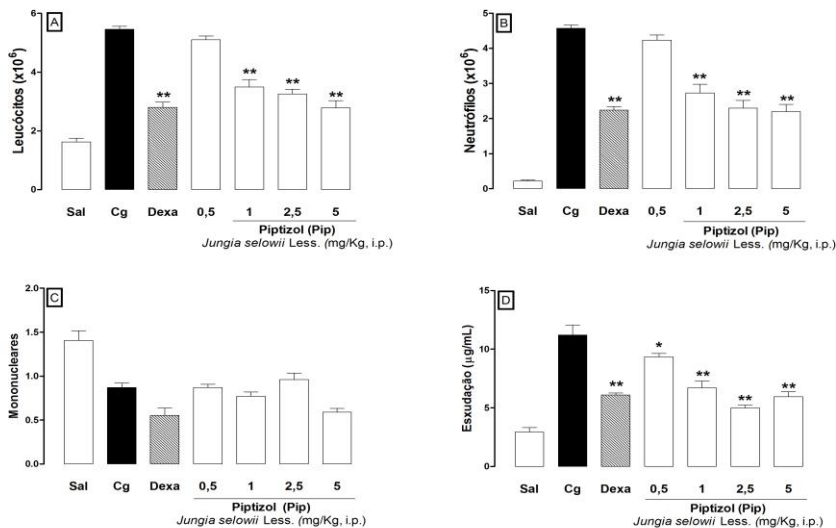 A
Leucócitos (x10⁶)
6
4
2
0
**
**
**
**
Sal Cg Dexa 0,5 1 2,5 5
Piptizol (Pip)
Jungia selowii Less. (mg/Kg, i.p.)
B
Neutrófilos (x10⁶)
5
4
3
2
1
0
**
**
**
**
Sal Cg Dexa 0,5 1 2,5 5
Piptizol (Pip)
Jungia selowii Less. (mg/Kg, i.p.)
C
Mononucleares
2.0
1.5
1.0
0.5
0.0
Sal Cg Dexa 0,5 1 2,5 5
Piptizol (Pip)
Jungia selowii Less. (mg/Kg, i.p.)
D
Esxudação (µg/mL)
15
10
5
0
**
*
**
**
**
Sal Cg Dexa 0,5 1 2,5 5
Piptizol (Pip)
Jungia selowii Less. (mg/Kg, i.p.)